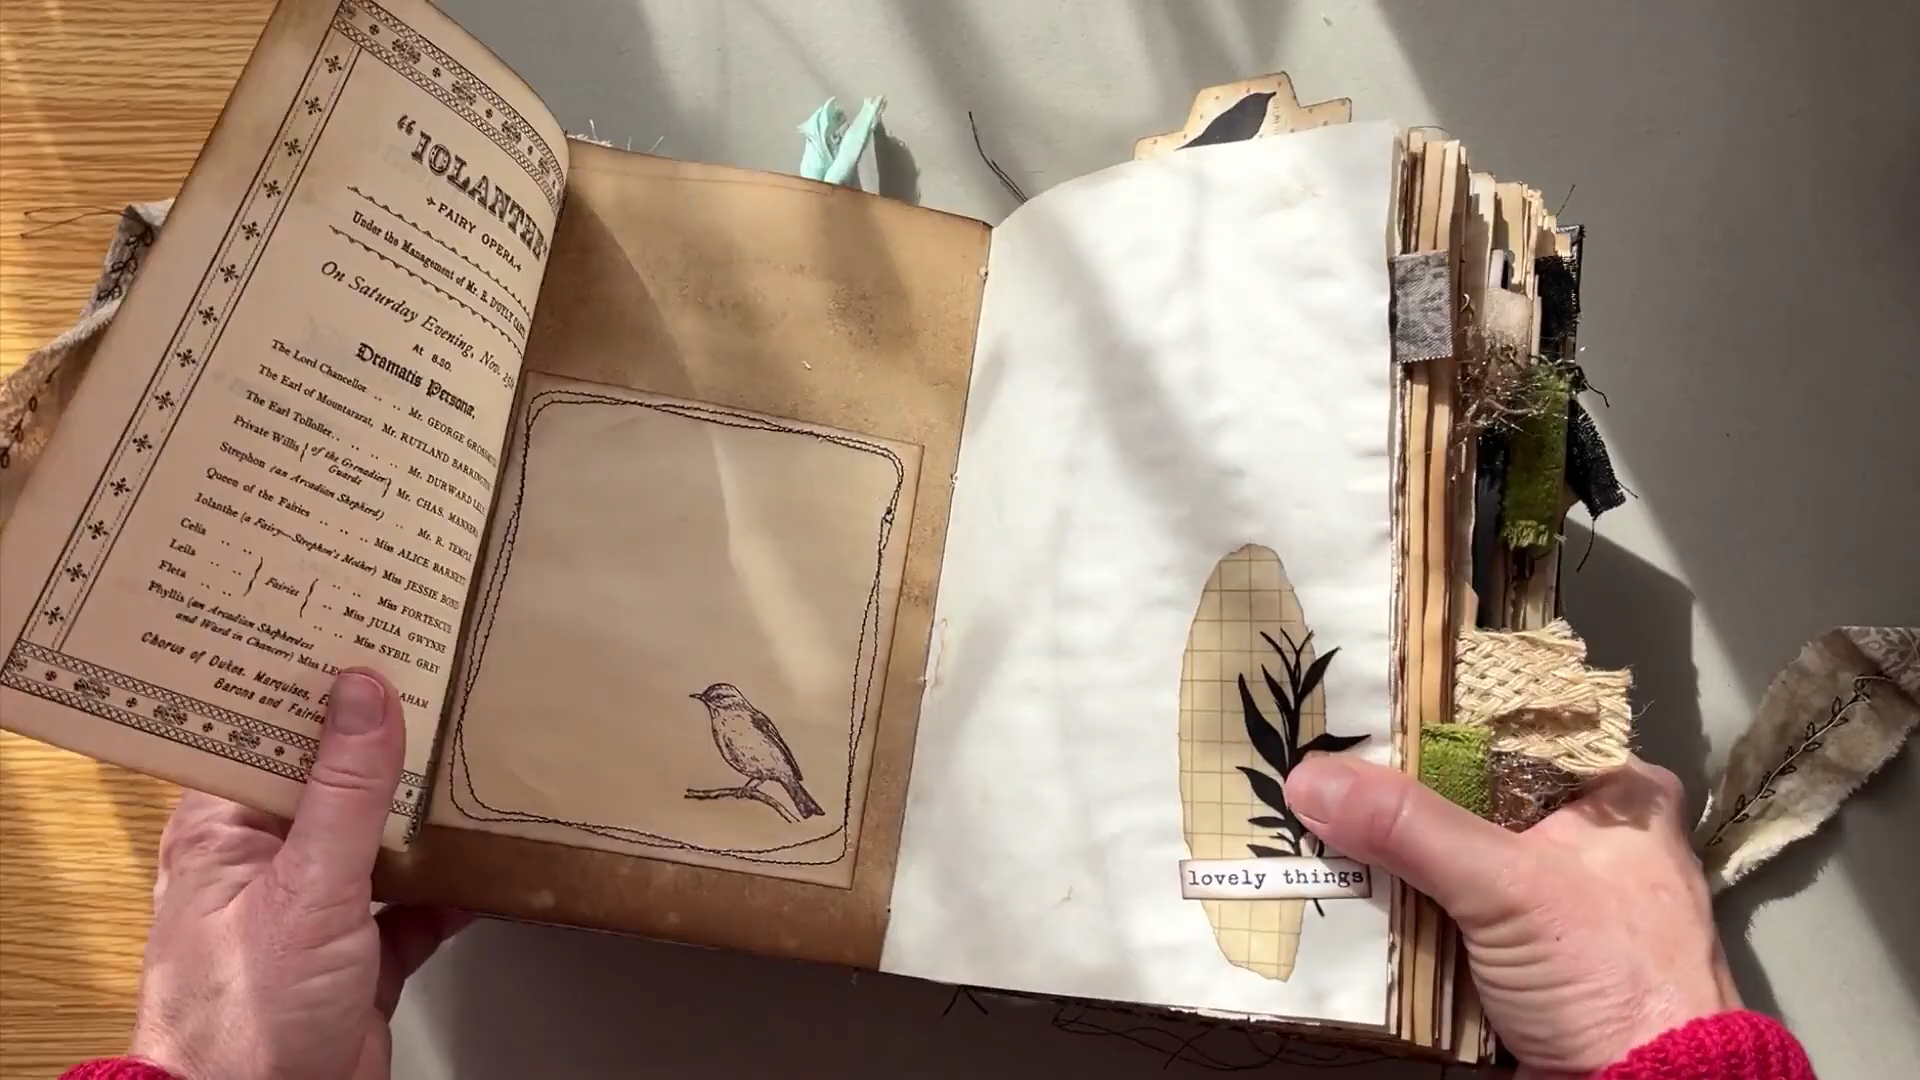 "IOLANTHE"
FAIRY OPERA.
Under the Management of Mr. R. D'OYLY CARTE
On Saturday Evening, Nov. 25th
At 8.30.
Dramatis Personæ,
The Lord Chancellor .. .. Mr. GEORGE GROSSMITH
The Earl of Mountararat, Mr. RUTLAND BARRINGTON
The Earl Tolloller.. .. .. .. Mr. DURWARD LELY
Private Willis (of the Grenadier Guards) Mr. CHAS. MANNERS
Strephon (an Arcadian Shepherd) .. Mr. R. TEMPLE
Queen of the Fairies .. .. .. Miss ALICE BARNETT
Iolanthe (a Fairy—Strephon's Mother) Miss JESSIE BOND
Celia .. .. Miss FORTESCUE
Leila .. .. } Fairies { .. .. Miss JULIA GWYNNE
Fleta .. .. .. .. Miss SYBIL GREY
Phyllis (an Arcadian Shepherdess
and Ward in Chancery) Miss AHAM
Chorus of Dukes, Marquises,
Barons and Fairies
lovely things